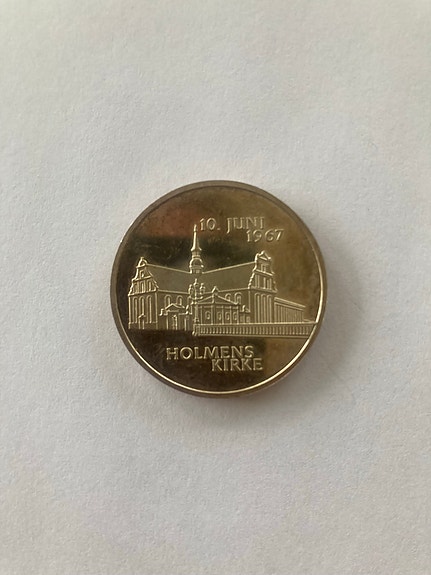 10. JUNI
1967
HOLMENS
KIRKE